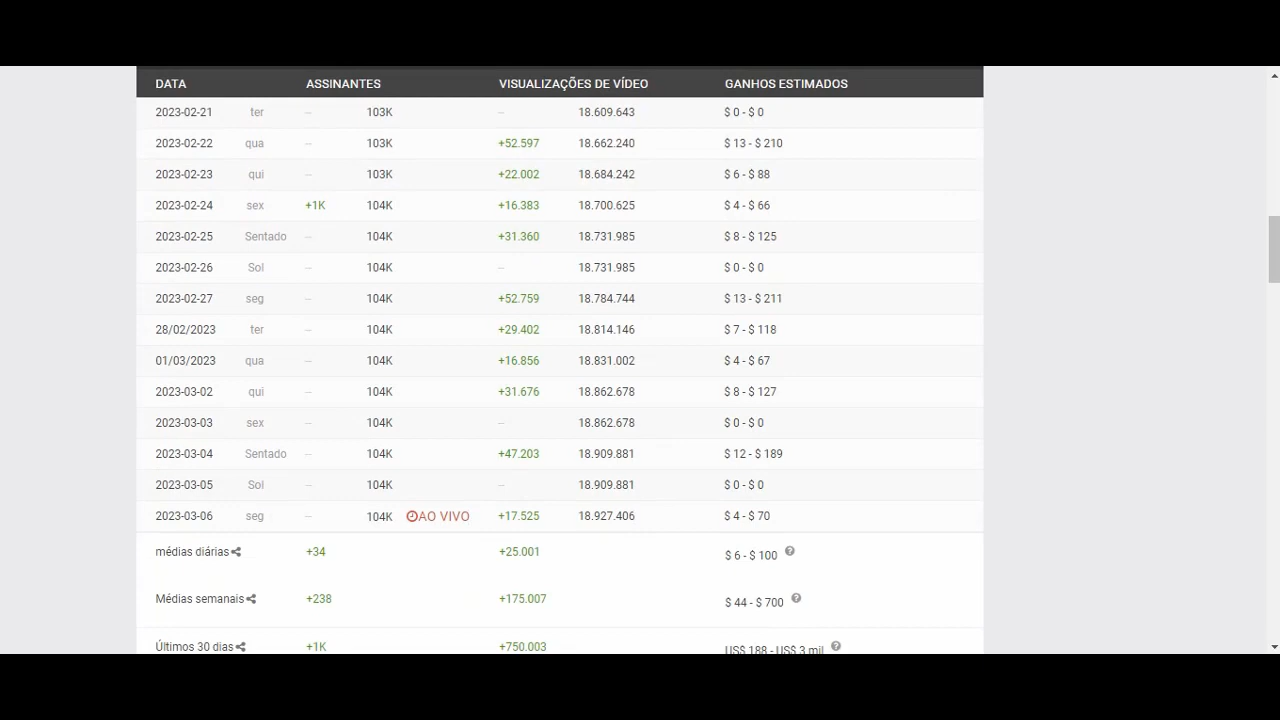 DATA ASSINANTES VISUALIZAÇÕES DE VÍDEO GANHOS ESTIMADOS
2023-02-21 ter -- 103K -- 18.609.643 $ 0 - $ 0
2023-02-22 qua -- 103K +52.597 18.662.240 $ 13 - $ 210
2023-02-23 qui -- 103K +22.002 18.684.242 $ 6 - $ 88
2023-02-24 sex +1K 104K +16.383 18.700.625 $ 4 - $ 66
2023-02-25 Sentado -- 104K +31.360 18.731.985 $ 8 - $ 125
2023-02-26 Sol -- 104K -- 18.731.985 $ 0 - $ 0
2023-02-27 seg -- 104K +52.759 18.784.744 $ 13 - $ 211
28/02/2023 ter -- 104K +29.402 18.814.146 $ 7 - $ 118
01/03/2023 qua -- 104K +16.856 18.831.002 $ 4 - $ 67
2023-03-02 qui -- 104K +31.676 18.862.678 $ 8 - $ 127
2023-03-03 sex -- 104K -- 18.862.678 $ 0 - $ 0
2023-03-04 Sentado -- 104K +47.203 18.909.881 $ 12 - $ 189
2023-03-05 Sol -- 104K -- 18.909.881 $ 0 - $ 0
2023-03-06 seg -- 104K AO VIVO +17.525 18.927.406 $ 4 - $ 70
médias diárias +34 +25.001 $ 6 - $ 100
Médias semanais +238 +175.007 $ 44 - $ 700
Últimos 30 dias +1K +750.003 US$ 188 - US$ 3 mil